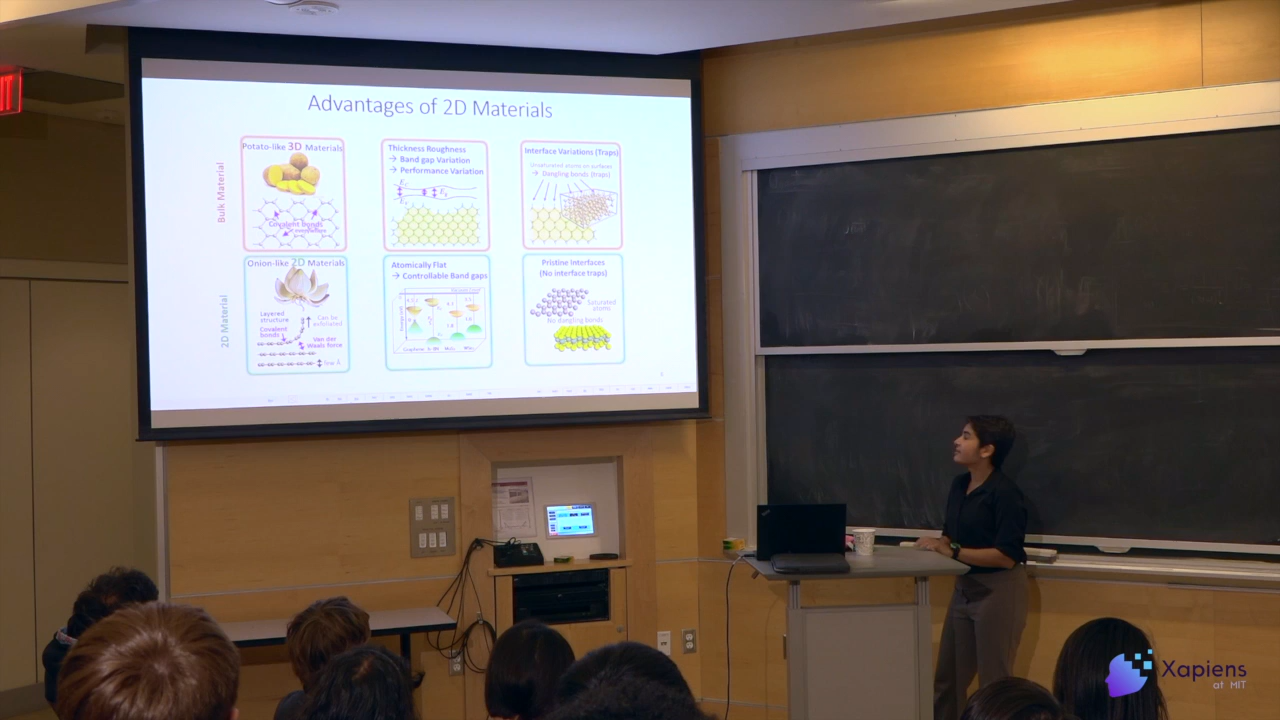 Advantages of 2D Materials
Bulk Material
Potato-like 3D Materials
Covalent bonds
everywhere
Thickness Roughness
→ Band gap Variation
→ Performance Variation
Interface Variations (Traps)
Unsaturated atoms on surfaces
→ Dangling bonds (traps)
2D Material
Onion-like 2D Materials
Layered
structure
Can be
exfoliated
Covalent
bonds
Van der
Waals force
few Å
Atomically Flat
→ Controllable Band gaps
Graphene
Pristine Interfaces
(No interface traps)
Saturated
atoms
No dangling bonds
Xapiens
at MIT